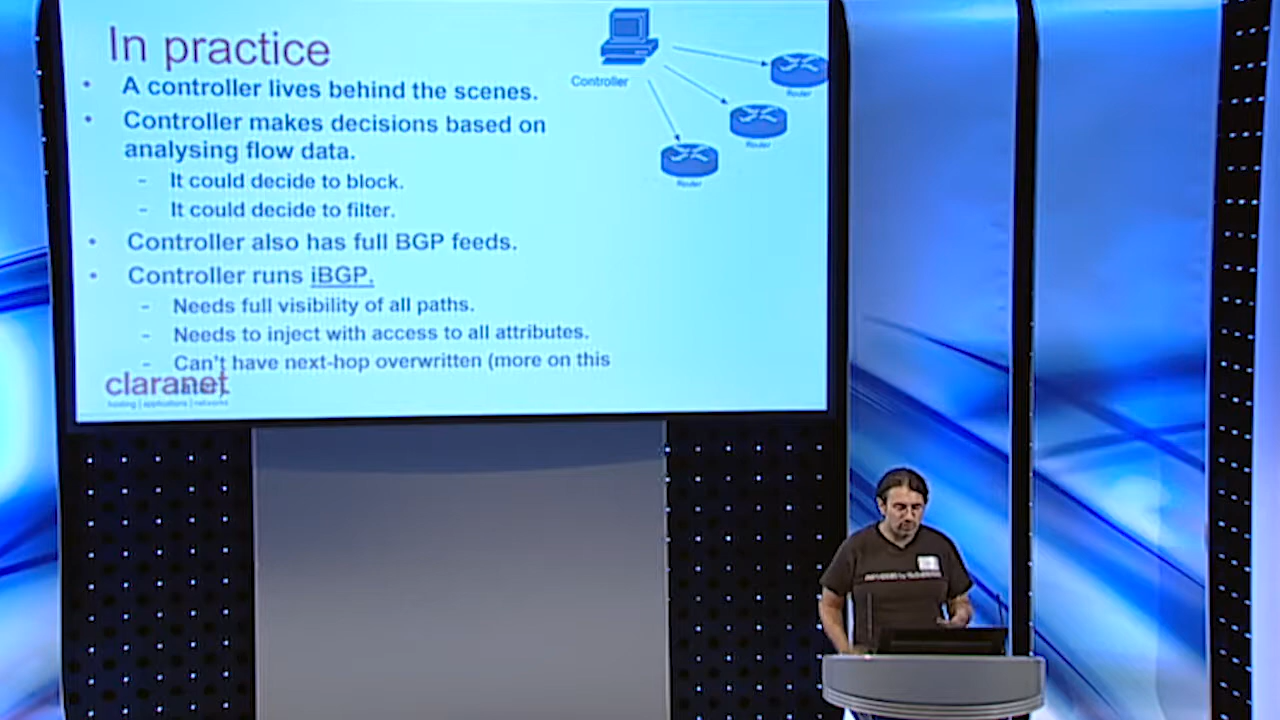 In practice
• A controller lives behind the scenes.
• Controller makes decisions based on
analysing flow data.
- It could decide to block.
- It could decide to filter.
• Controller also has full BGP feeds.
• Controller runs iBGP.
- Needs full visibility of all paths.
- Needs to inject with access to all attributes.
- Can't have next-hop overwritten (more on this
claranet
hosting | applications | networks
Controller
Router
Router
Router